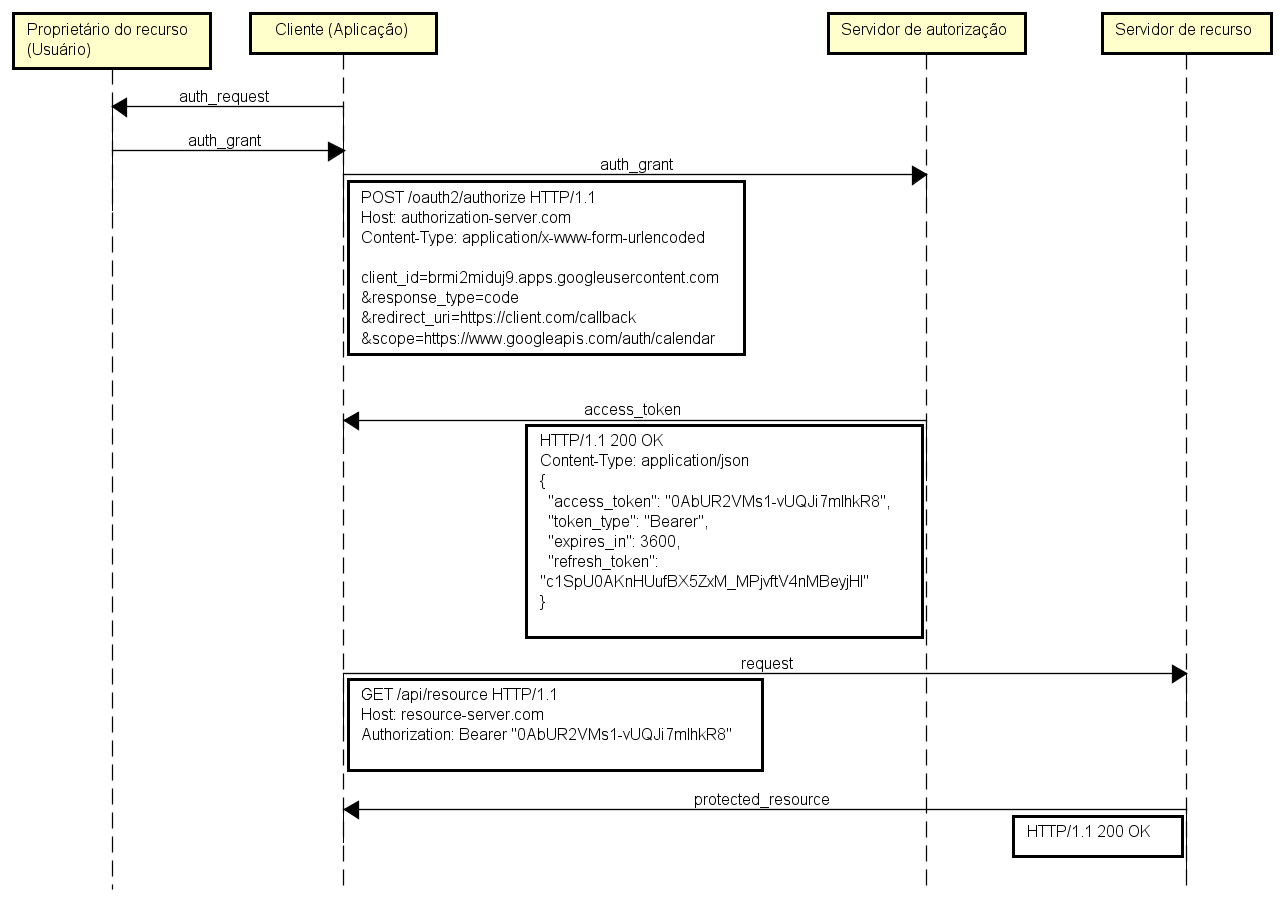 Proprietário do recurso
(Usuário)
Cliente (Aplicação)
Servidor de autorização
Servidor de recurso
auth_request
auth_grant
auth_grant
POST /oauth2/authorize HTTP/1.1
Host: authorization-server.com
Content-Type: application/x-www-form-urlencoded
client_id=brmi2miduj9.apps.googleusercontent.com
&response_type=code
&redirect_uri=https://client.com/callback
&scope=https://www.googleapis.com/auth/calendar
access_token
HTTP/1.1 200 OK
Content-Type: application/json
{
"access_token": "0AbUR2VMs1-vUQJi7mlhkR8",
"token_type": "Bearer",
"expires_in": 3600,
"refresh_token":
"c1SpU0AKnHUufBX5ZxM_MPjvftV4nMBeyjHl"
}
request
GET /api/resource HTTP/1.1
Host: resource-server.com
Authorization: Bearer "0AbUR2VMs1-vUQJi7mlhkR8"
protected_resource
HTTP/1.1 200 OK